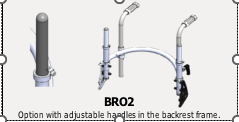 BRO2
Option with adjustable handles in the backrest frame.